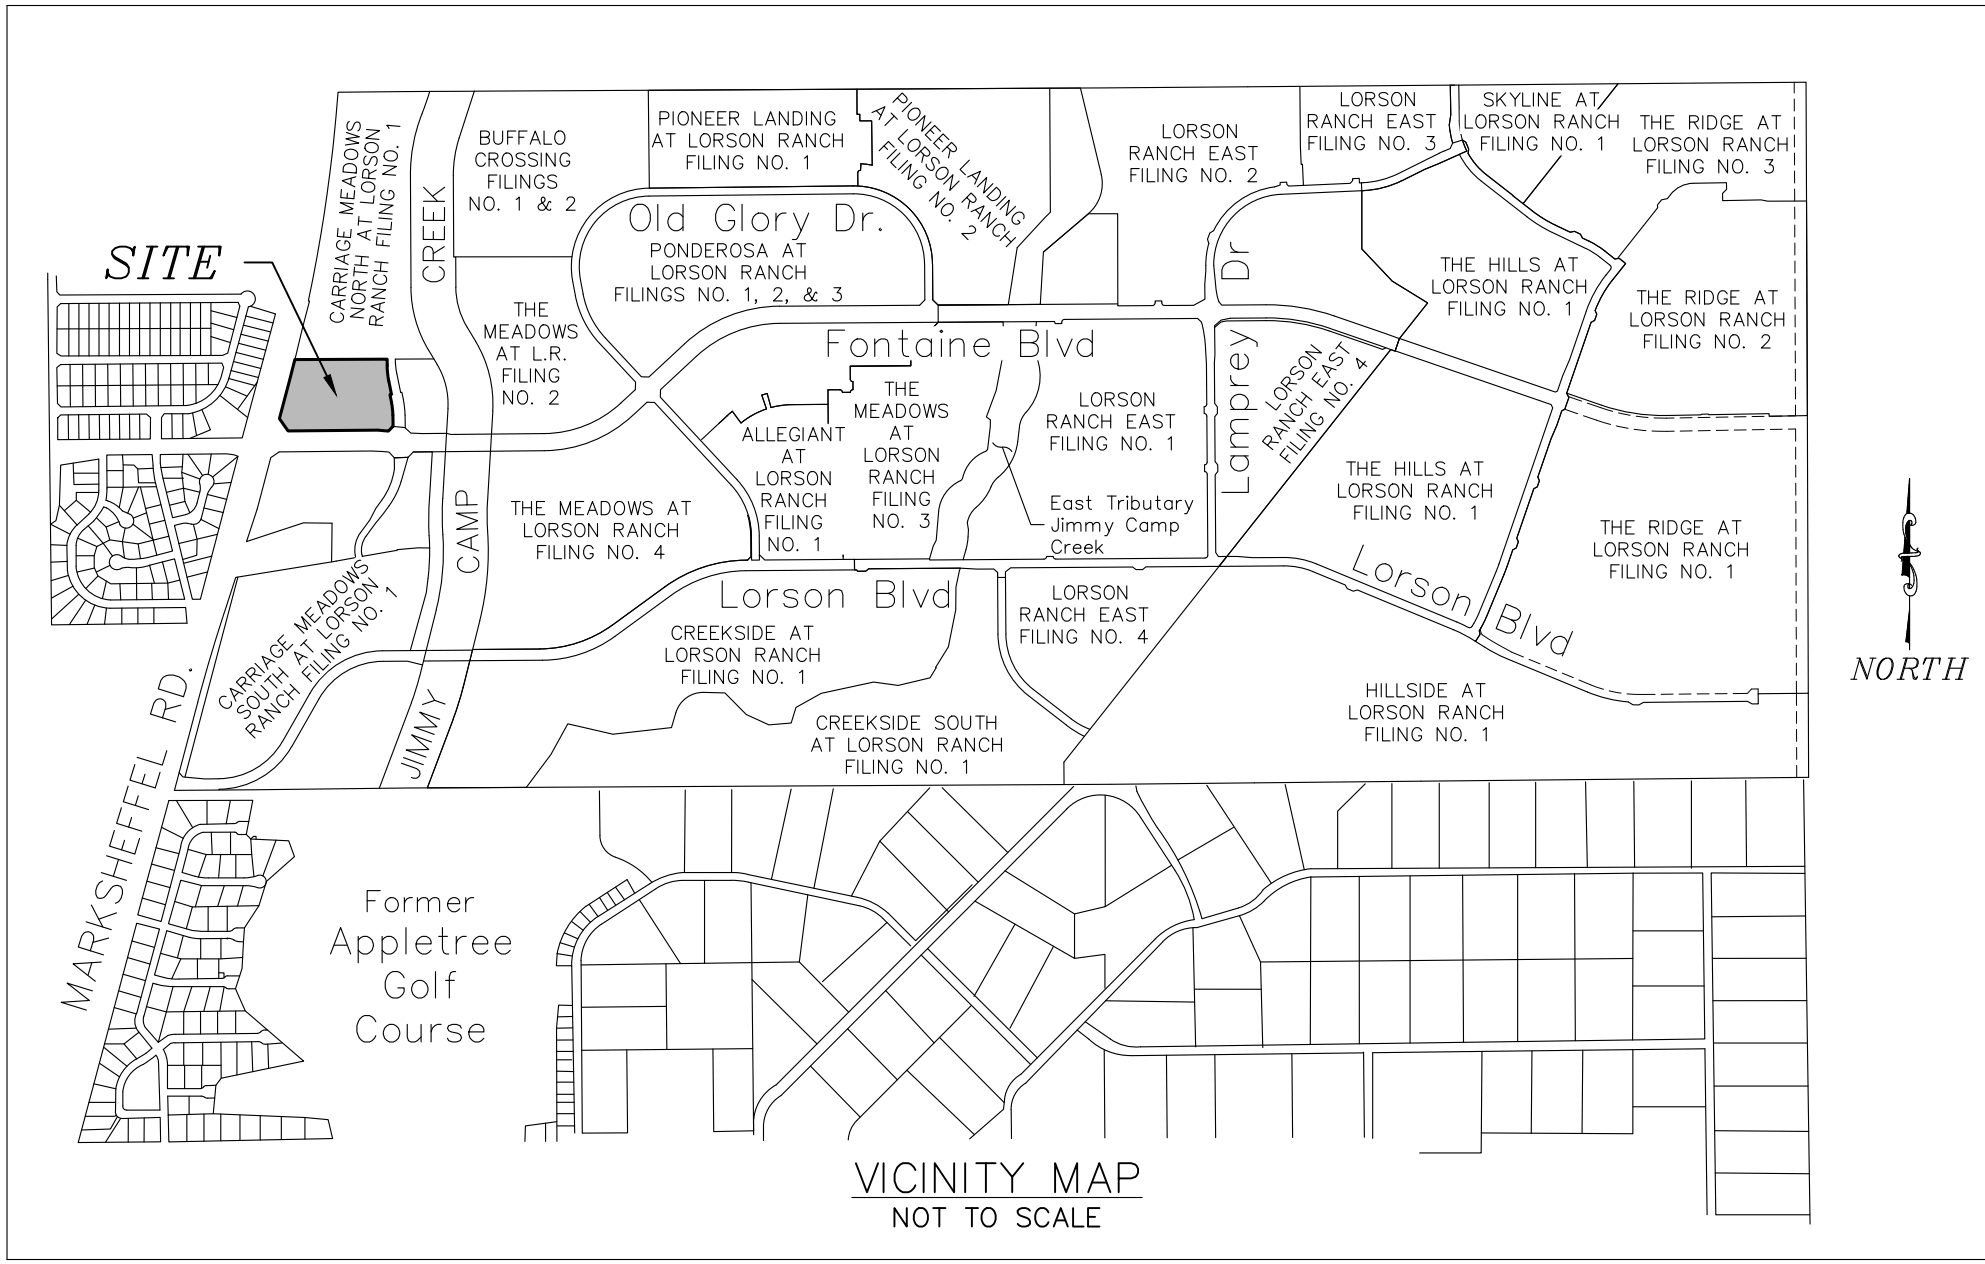 CARRIAGE MEADOWS
NORTH AT LORSON
RANCH FILING NO. 1
CREEK
BUFFALO
CROSSING
FILINGS
NO. 1 & 2
PIONEER LANDING
AT LORSON RANCH
FILING NO. 1
PIONEER LANDING
AT LORSON RANCH
FILING NO. 2
LORSON
RANCH EAST
FILING NO. 2
LORSON
RANCH EAST
FILING NO. 3
SKYLINE AT
LORSON RANCH
FILING NO. 1
THE RIDGE AT
LORSON RANCH
FILING NO. 3
SITE
Old Glory Dr.
PONDEROSA AT
LORSON RANCH
FILINGS NO. 1, 2, & 3
THE
MEADOWS
AT L.R.
FILING
NO. 2
Fontaine Blvd
Lamprey Dr
THE HILLS AT
LORSON RANCH
FILING NO. 1
THE RIDGE AT
LORSON RANCH
FILING NO. 2
LORSON
RANCH EAST
FILING NO. 4
ALLEGIANT
AT
LORSON
RANCH
FILING
NO. 1
THE
MEADOWS
AT
LORSON
RANCH
FILING
NO. 3
LORSON
RANCH EAST
FILING NO. 1
East Tributary
Jimmy Camp
Creek
THE HILLS AT
LORSON RANCH
FILING NO. 1
THE RIDGE AT
LORSON RANCH
FILING NO. 1
CAMP
THE MEADOWS AT
LORSON RANCH
FILING NO. 4
Lorson Blvd
Lorson Blvd
CARRIAGE MEADOWS
SOUTH AT LORSON
RANCH FILING NO. 1
CREEKSIDE AT
LORSON RANCH
FILING NO. 1
LORSON
RANCH EAST
FILING NO. 4
NORTH
JIMMY
CREEKSIDE SOUTH
AT LORSON RANCH
FILING NO. 1
HILLSIDE AT
LORSON RANCH
FILING NO. 1
MARKSHEFFEL RD.
Former
Appletree
Golf
Course
VICINITY MAP
NOT TO SCALE